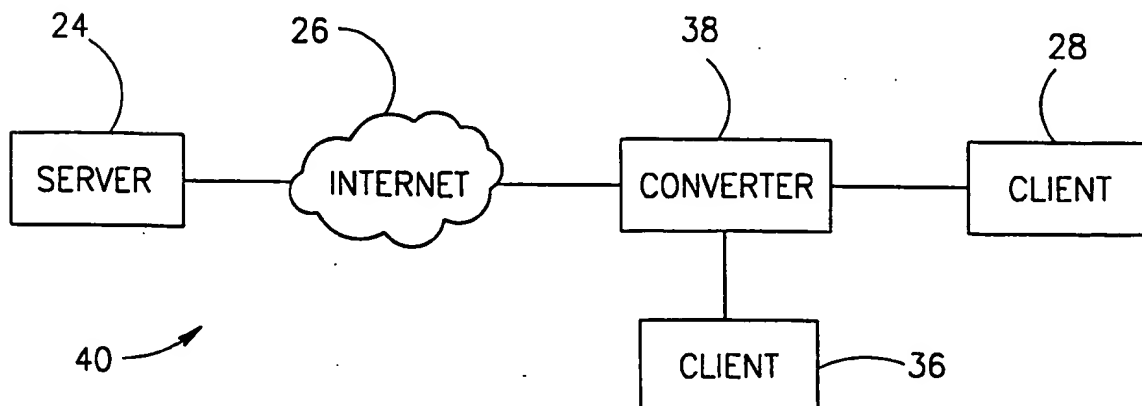 24
26
38
28
SERVER
INTERNET
CONVERTER
CLIENT
40
CLIENT
36